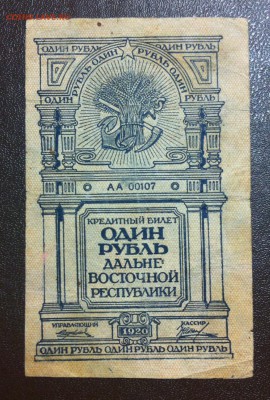 ОДИН РУБЛЬ ОДИН РУБЛЬ
РУБЛЬ ОДИН РУБЛЬ ОДИН
ОДИН РУБЛЬ
АА 00107
КРЕДИТНЫЙ БИЛЕТ
ОДИН
РУБЛЬ
ДАЛЬНЕ-
ВОСТОЧНОЙ
РЕСПУБЛИКИ
УПРАВЛЯЮЩИЙ КАССИР
1920
ОДИН РУБЛЬ ОДИН РУБЛЬ ОДИН РУБЛЬ